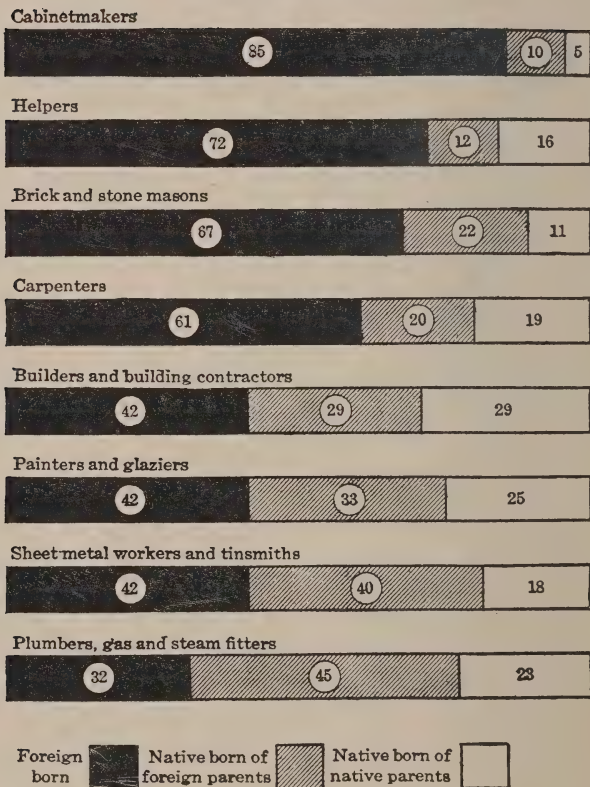 Cabinetmakers
85 10 5
Helpers
72 12 16
Brick and stone masons
67 22 11
Carpenters
61 20 19
Builders and building contractors
42 29 29
Painters and glaziers
42 33 25
Sheet-metal workers and tinsmiths
42 40 18
Plumbers, gas and steam fitters
32 45 23
Foreign born
Native born of foreign parents
Native born of native parents